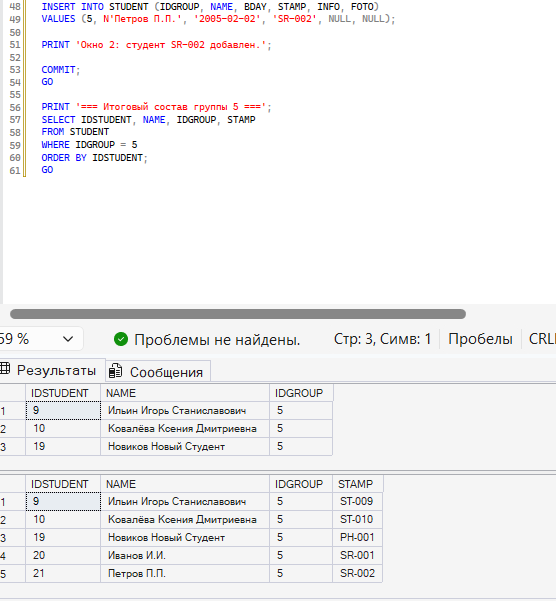 48 INSERT INTO STUDENT (IDGROUP, NAME, BDAY, STAMP, INFO, FOTO)
49 VALUES (5, N'Петров П.П.', '2005-02-02', 'SR-002', NULL, NULL);
50
51 PRINT 'Окно 2: студент SR-002 добавлен.';
52
53 COMMIT;
54 GO
55
56 PRINT '=== Итоговый состав группы 5 ===';
57 SELECT IDSTUDENT, NAME, IDGROUP, STAMP
58 FROM STUDENT
59 WHERE IDGROUP = 5
60 ORDER BY IDSTUDENT;
61 GO
59 % Проблемы не найдены. Стр: 3, Симв: 1 Пробелы CRL
Результаты Сообщения
IDSTUDENT NAME IDGROUP
1 9 Ильин Игорь Станиславович 5
2 10 Ковалёва Ксения Дмитриевна 5
3 19 Новиков Новый Студент 5
IDSTUDENT NAME IDGROUP STAMP
1 9 Ильин Игорь Станиславович 5 ST-009
2 10 Ковалёва Ксения Дмитриевна 5 ST-010
3 19 Новиков Новый Студент 5 PH-001
4 20 Иванов И.И. 5 SR-001
5 21 Петров П.П. 5 SR-002